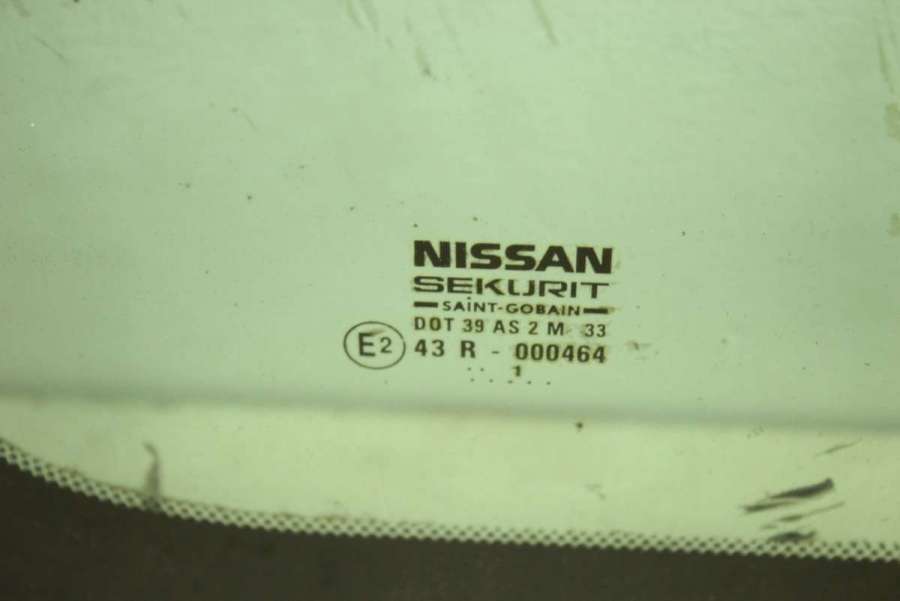 NISSAN
SEKURIT
SAINT-GOBAIN
DOT 39 AS 2 M 33
E2 43 R - 000464
.. 1 .....